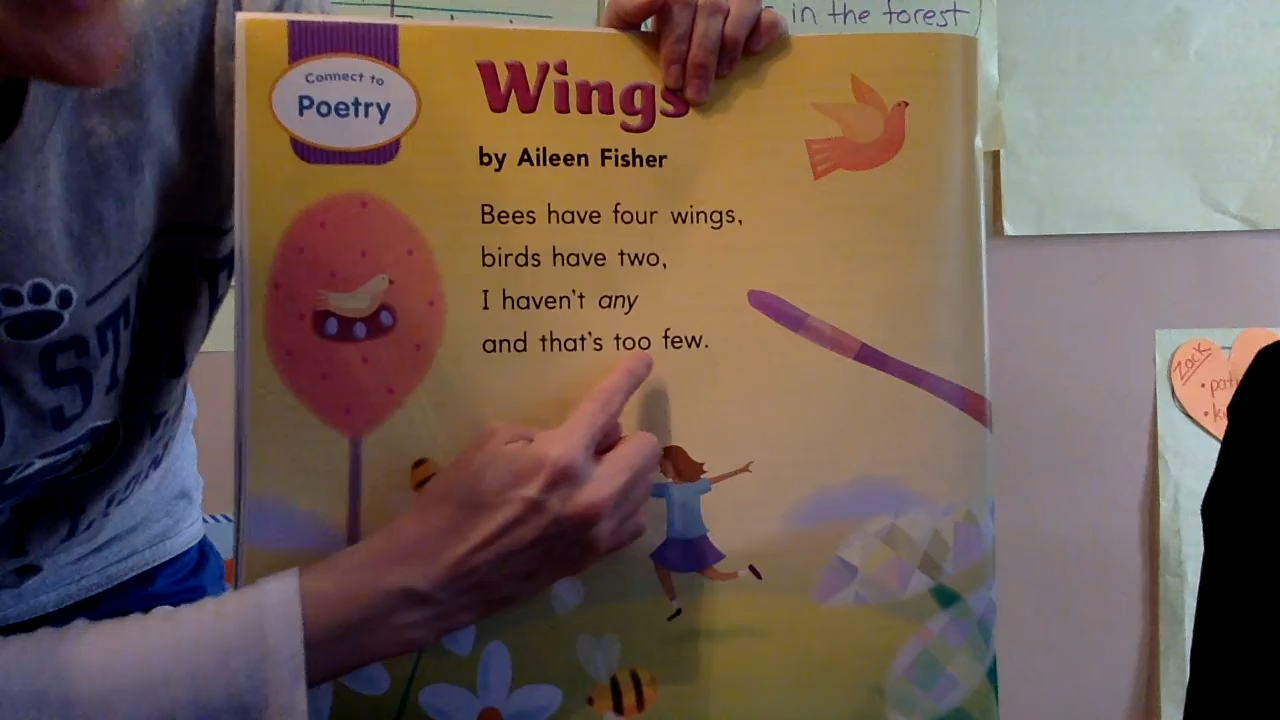 in the forest
Connect to
Poetry
Wings
by Aileen Fisher
Bees have four wings,
birds have two,
I haven't any
and that's too few.
Zack